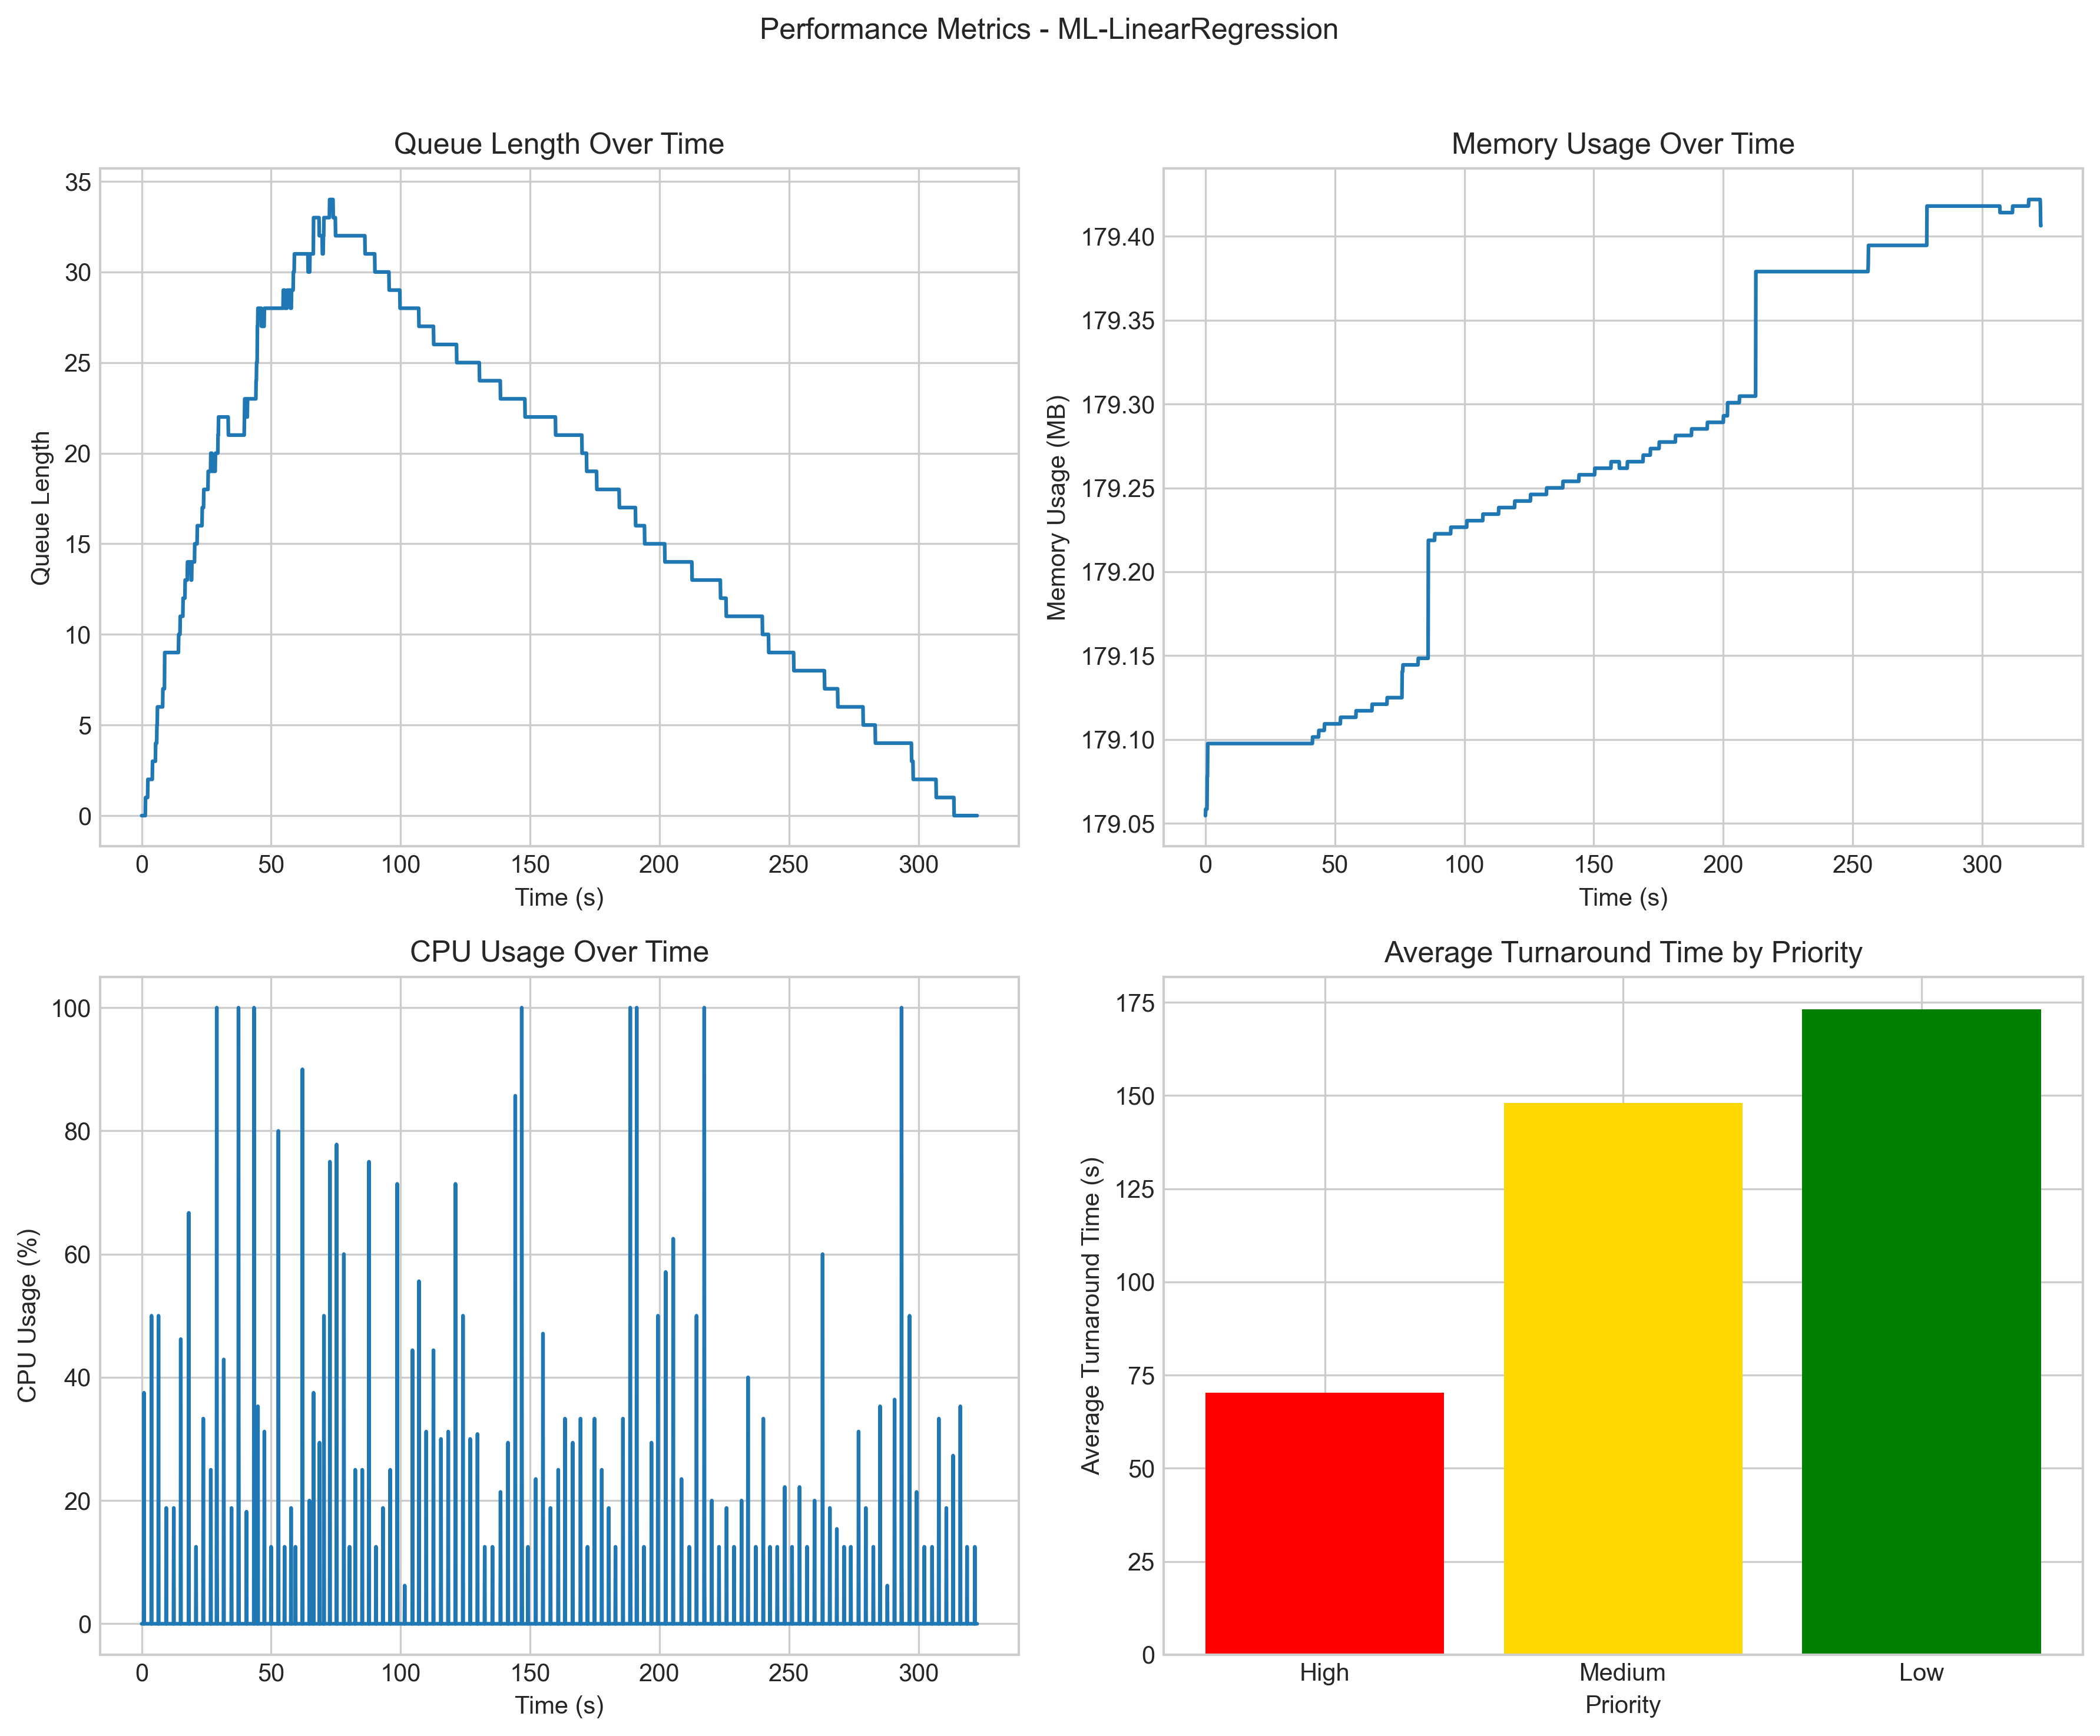 Performance Metrics - ML-LinearRegression
Queue Length Over Time
Queue Length
35
30
25
20
15
10
5
0
0 50 100 150 200 250 300
Time (s)
Memory Usage Over Time
Memory Usage (MB)
179.40
179.35
179.30
179.25
179.20
179.15
179.10
179.05
0 50 100 150 200 250 300
Time (s)
CPU Usage Over Time
CPU Usage (%)
100
80
60
40
20
0
0 50 100 150 200 250 300
Time (s)
Average Turnaround Time by Priority
Average Turnaround Time (s)
175
150
125
100
75
50
25
0
High Medium Low
Priority